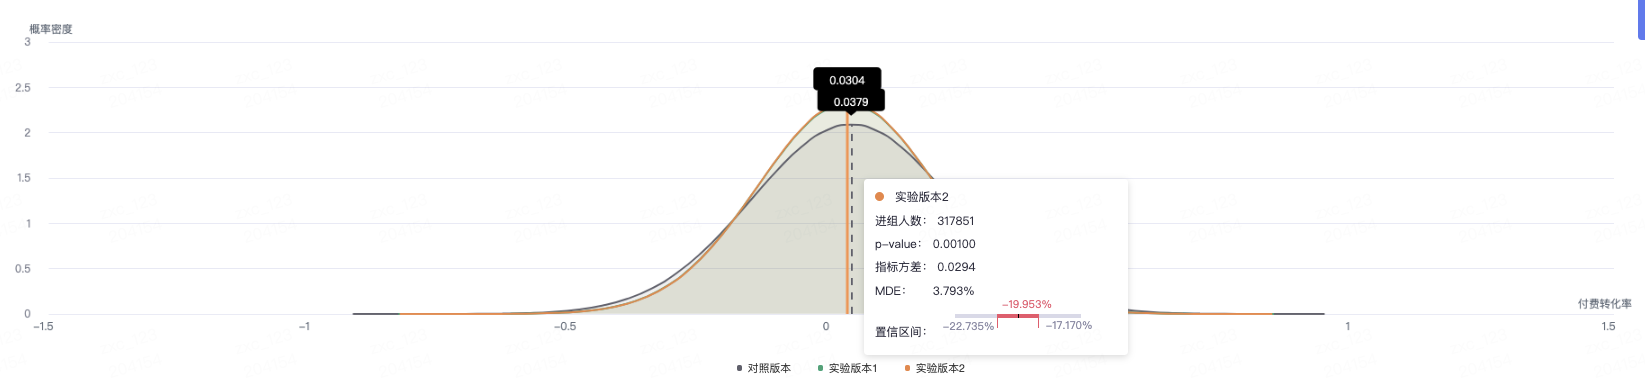 概率密度
3
2.5
2
1.5
1
0.5
0
0.0304
0.0379
实验版本2
进组人数： 317851
p-value： 0.00100
指标方差： 0.0294
MDE： 3.793%
-19.953%
置信区间： -22.735% -17.170%
付费转化率
-1.5 -1 -0.5 0 1 1.5
对照版本 实验版本1 实验版本2